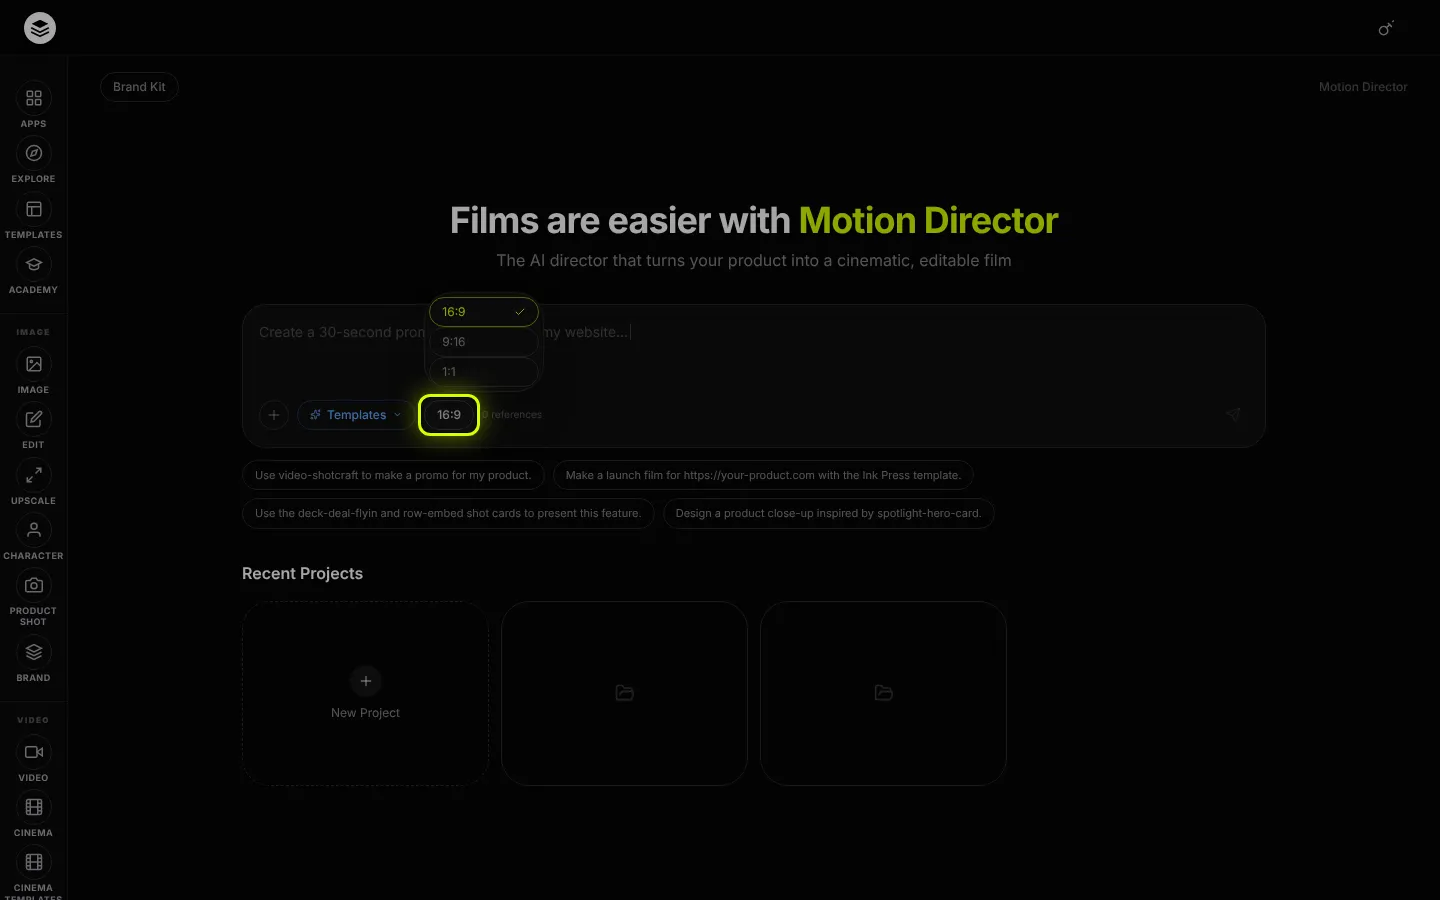 Brand Kit
Motion Director
APPS
EXPLORE
TEMPLATES
ACADEMY
IMAGE
IMAGE
EDIT
UPSCALE
CHARACTER
PRODUCT
SHOT
BRAND
VIDEO
VIDEO
CINEMA
CINEMA
TEMPLATES
Films are easier with Motion Director
The AI director that turns your product into a cinematic, editable film
16:9
9:16
1:1
Create a 30-second my website...
Templates
16:9
references
Use video-shotcraft to make a promo for my product.
Make a launch film for https://your-product.com with the Ink Press template.
Use the deck-deal-flyin and row-embed shot cards to present this feature.
Design a product close-up inspired by spotlight-hero-card.
Recent Projects
New Project